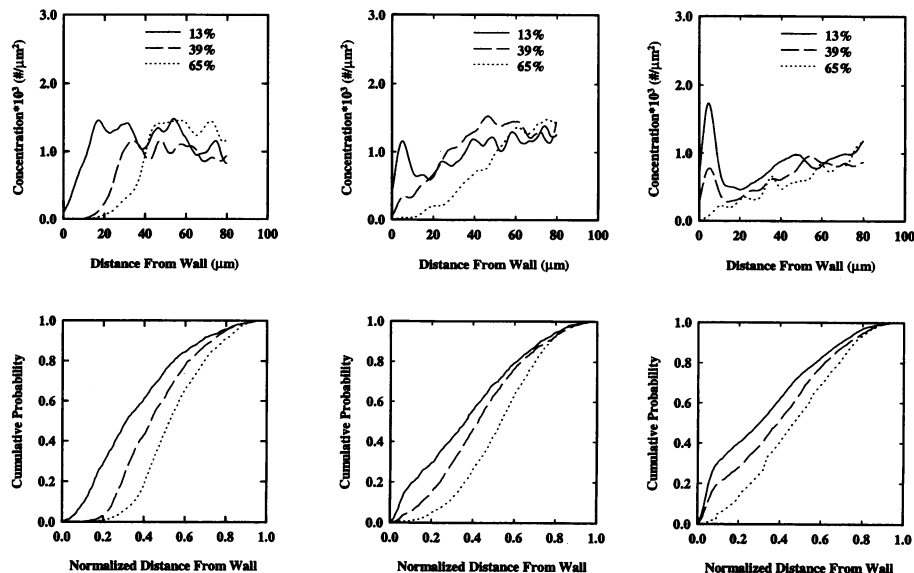 Concentration*10³ (#/μm²)
3.0
2.0
1.0
0.0
13%
39%
65%
0 20 40 60 80 100
Distance From Wall (μm)
Concentration*10³ (#/μm²)
3.0
2.0
1.0
0.0
13%
39%
65%
0 20 40 60 80 100
Distance From Wall (μm)
Concentration*10³ (#/μm²)
3.0
2.0
1.0
0.0
13%
39%
65%
0 20 40 60 80 100
Distance From Wall (μm)
Cumulative Probability
1.0
0.8
0.6
0.4
0.2
0.0
0.0 0.2 0.4 0.6 0.8 1.0
Normalized Distance From Wall
Cumulative Probability
1.0
0.8
0.6
0.4
0.2
0.0
0.0 0.2 0.4 0.6 0.8 1.0
Normalized Distance From Wall
Cumulative Probability
1.0
0.8
0.6
0.4
0.2
0.0
0.0 0.2 0.4 0.6 0.8 1.0
Normalized Distance From Wall